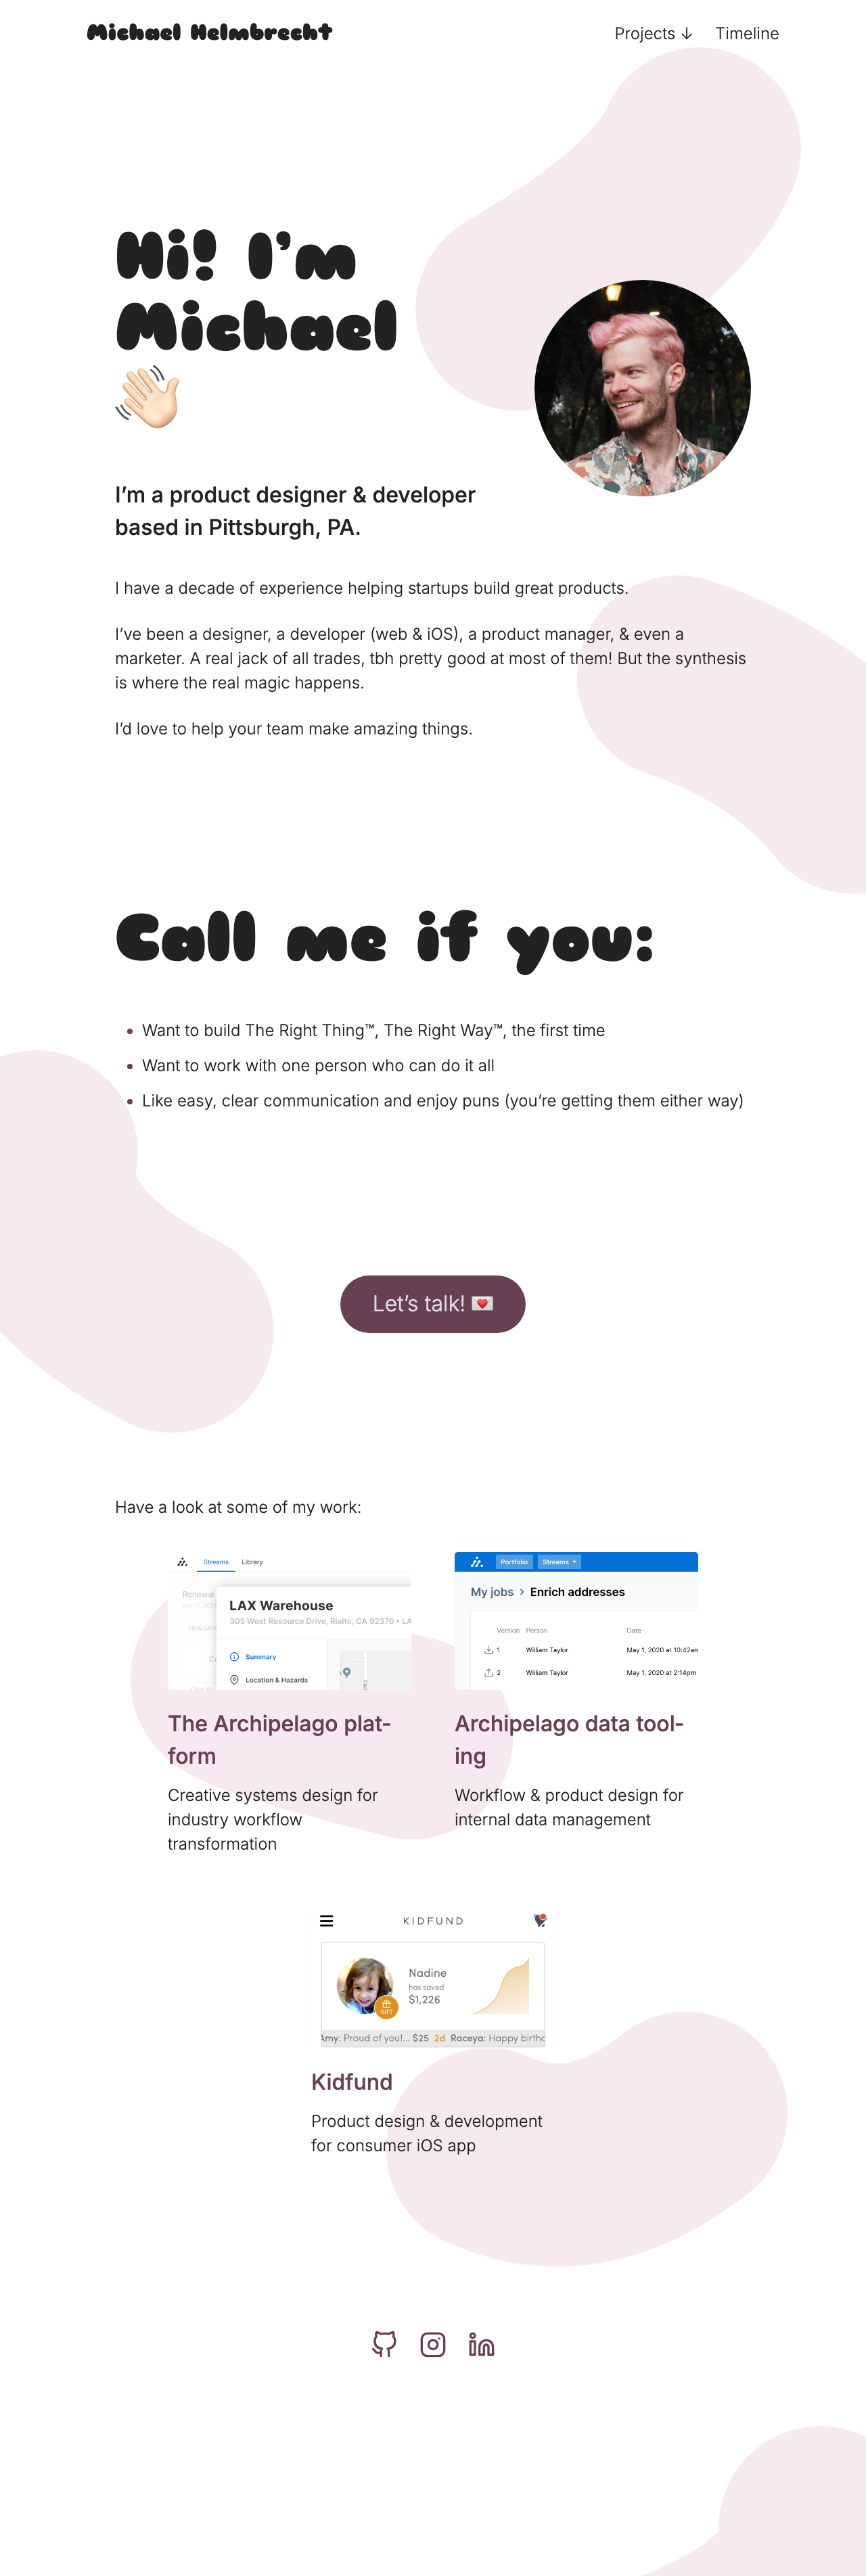 Michael Helmbrecht
Projects ↓ Timeline
Hi! I’m
Michael
👋🏻
I’m a product designer & developer
based in Pittsburgh, PA.
I have a decade of experience helping startups build great products.
I’ve been a designer, a developer (web & iOS), a product manager, & even a
marketer. A real jack of all trades, tbh pretty good at most of them! But the synthesis
is where the real magic happens.
I’d love to help your team make amazing things.
Call me if you:
• Want to build The Right Thing™, The Right Way™, the first time
• Want to work with one person who can do it all
• Like easy, clear communication and enjoy puns (you’re getting them either way)
Let’s talk! 💌
Have a look at some of my work:
Streams Library
Renewal
LAX Warehouse
305 West Resource Drive, Rialto, CA 92376 • LA
Summary
Location & Hazards
Portfolio Streams
My jobs > Enrich addresses
Version Person Date
1 William Taylor May 1, 2020 at 10:42am
2 William Taylor May 1, 2020 at 2:14pm
The Archipelago plat-
form
Creative systems design for
industry workflow
transformation
Archipelago data tool-
ing
Workflow & product design for
internal data management
KIDFUND
Nadine
has saved
$1,226
GIFT
Amy: Proud of you!... $25 2d Raceya: Happy birthd
Kidfund
Product design & development
for consumer iOS app